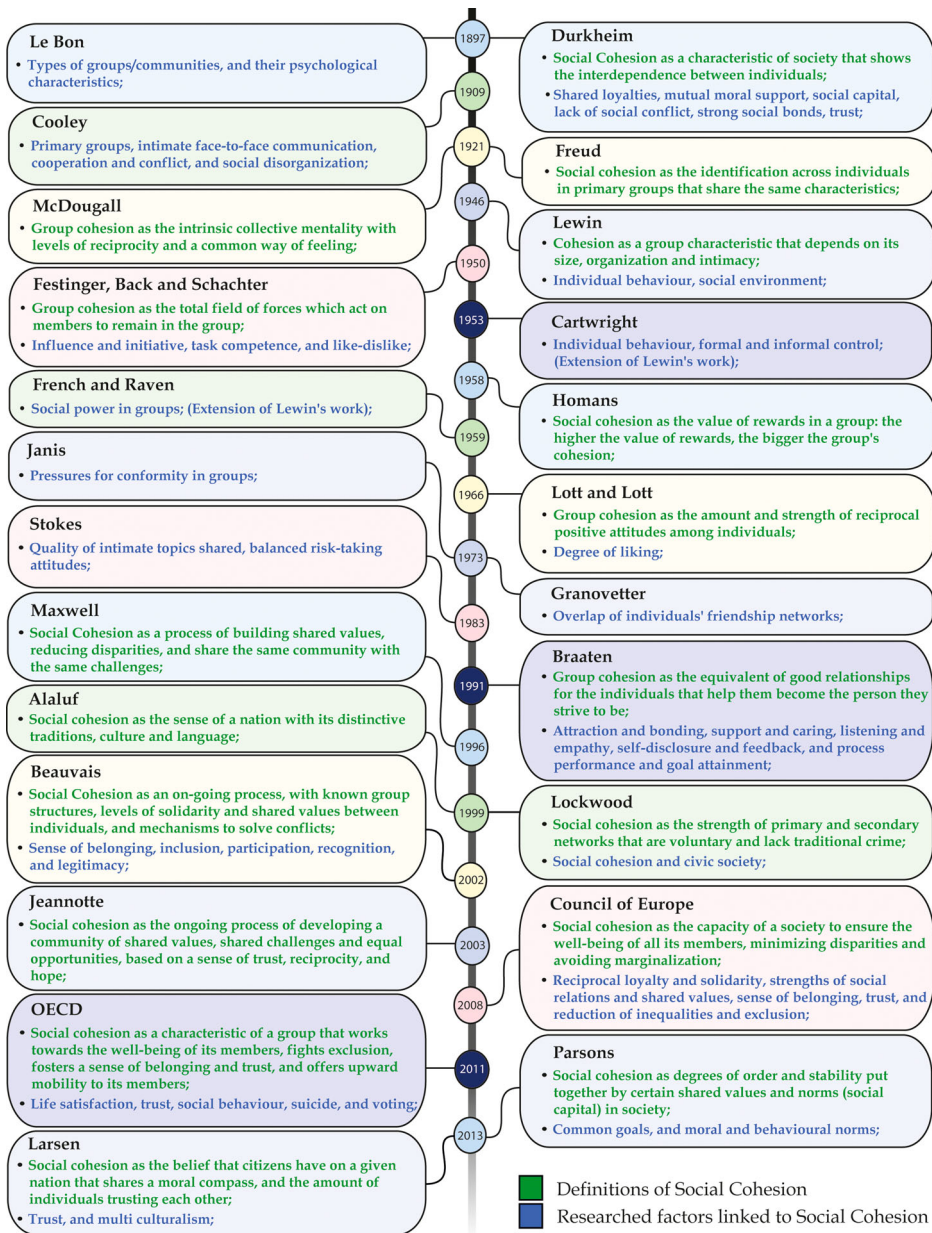 Le Bon
• Types of groups/communities, and their psychological
characteristics;
1897
Durkheim
• Social Cohesion as a characteristic of society that shows
the interdependence between individuals;
• Shared loyalties, mutual moral support, social capital,
lack of social conflict, strong social bonds, trust;
1909
Cooley
• Primary groups, intimate face-to-face communication,
cooperation and conflict, and social disorganization;
1921
Freud
• Social cohesion as the identification across individuals
in primary groups that share the same characteristics;
McDougall
• Group cohesion as the intrinsic collective mentality with
levels of reciprocity and a common way of feeling;
1946
Lewin
• Cohesion as a group characteristic that depends on its
size, organization and intimacy;
• Individual behaviour, social environment;
1950
Festinger, Back and Schachter
• Group cohesion as the total field of forces which act on
members to remain in the group;
• Influence and initiative, task competence, and like-dislike;
1953
Cartwright
• Individual behaviour, formal and informal control;
(Extension of Lewin's work);
1958
French and Raven
• Social power in groups; (Extension of Lewin's work);
Homans
• Social cohesion as the value of rewards in a group: the
higher the value of rewards, the bigger the group's
cohesion;
1959
Janis
• Pressures for conformity in groups;
1966
Lott and Lott
• Group cohesion as the amount and strength of reciprocal
positive attitudes among individuals;
• Degree of liking;
Stokes
• Quality of intimate topics shared, balanced risk-taking
attitudes;
1973
Granovetter
• Overlap of individuals' friendship networks;
1983
Maxwell
• Social Cohesion as a process of building shared values,
reducing disparities, and share the same community with
the same challenges;
1991
Braaten
• Group cohesion as the equivalent of good relationships
for the individuals that help them become the person they
strive to be;
• Attraction and bonding, support and caring, listening and
empathy, self-disclosure and feedback, and process
performance and goal attainment;
Alaluf
• Social cohesion as the sense of a nation with its distinctive
traditions, culture and language;
1996
Beauvais
• Social Cohesion as an on-going process, with known group
structures, levels of solidarity and shared values between
individuals, and mechanisms to solve conflicts;
• Sense of belonging, inclusion, participation, recognition,
and legitimacy;
1999
Lockwood
• Social cohesion as the strength of primary and secondary
networks that are voluntary and lack traditional crime;
• Social cohesion and civic society;
2002
Jeannotte
• Social cohesion as the ongoing process of developing a
community of shared values, shared challenges and equal
opportunities, based on a sense of trust, reciprocity, and
hope;
2003
Council of Europe
• Social cohesion as the capacity of a society to ensure the
well-being of all its members, minimizing disparities and
avoiding marginalization;
• Reciprocal loyalty and solidarity, strengths of social
relations and shared values, sense of belonging, trust, and
reduction of inequalities and exclusion;
2008
OECD
• Social cohesion as a characteristic of a group that works
towards the well-being of its members, fights exclusion,
fosters a sense of belonging and trust, and offers upward
mobility to its members;
• Life satisfaction, trust, social behaviour, suicide, and voting;
2011
Parsons
• Social cohesion as degrees of order and stability put
together by certain shared values and norms (social
capital) in society;
• Common goals, and moral and behavioural norms;
2013
Larsen
• Social cohesion as the belief that citizens have on a given
nation that shares a moral compass, and the amount of
individuals trusting each other;
• Trust, and multi culturalism;
Definitions of Social Cohesion
Researched factors linked to Social Cohesion